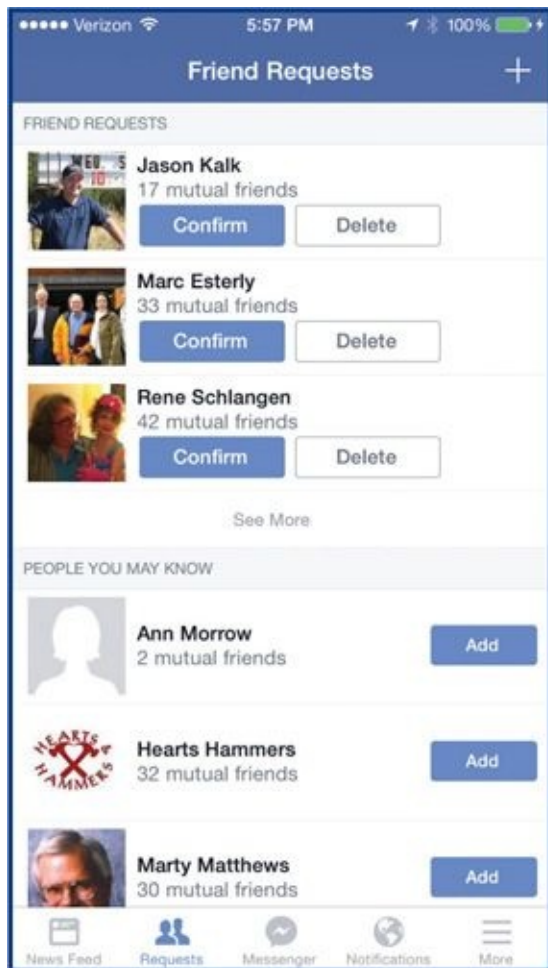 Verizon 5:57 PM 100%
Friend Requests +
FRIEND REQUESTS
WED. 5
10
Jason Kalk
17 mutual friends
Confirm Delete
Marc Esterly
33 mutual friends
Confirm Delete
Rene Schlangen
42 mutual friends
Confirm Delete
See More
PEOPLE YOU MAY KNOW
Ann Morrow
2 mutual friends
Add
HEARTS &
HAMMERS
Hearts Hammers
32 mutual friends
Add
Marty Matthews
30 mutual friends
Add
News Feed Requests Messenger Notifications More